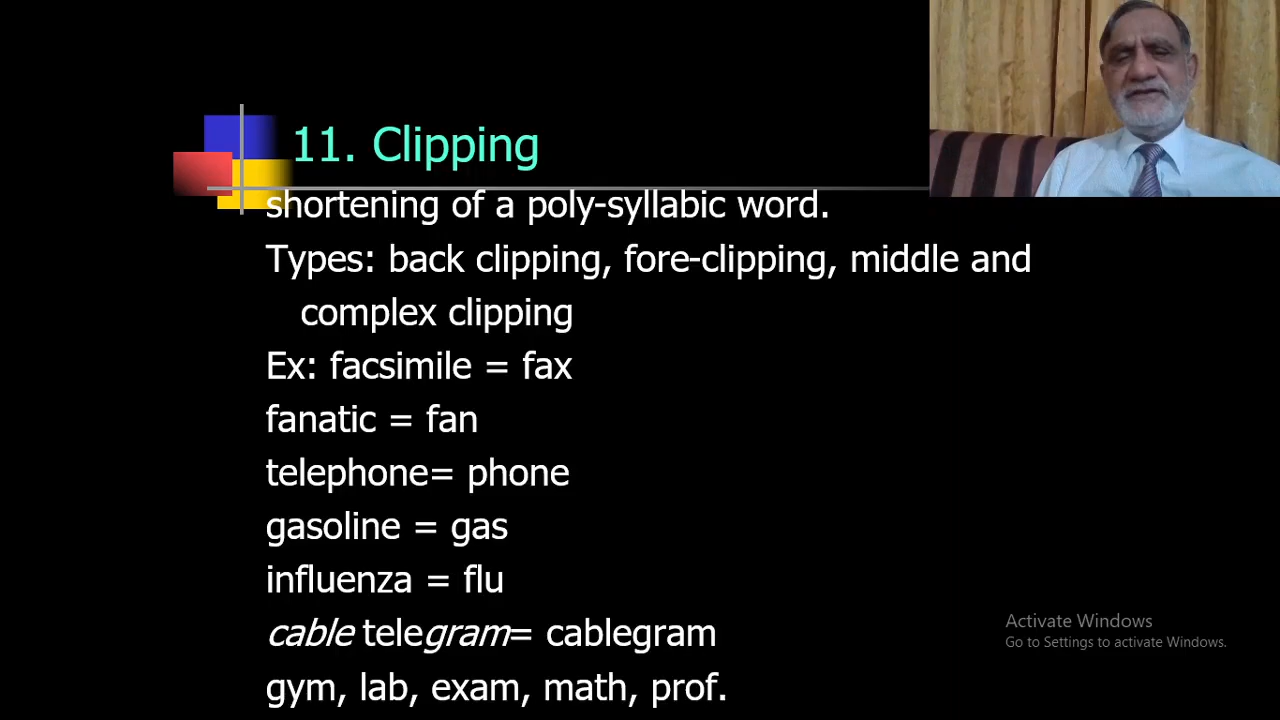 11. Clipping
shortening of a poly-syllabic word.
Types: back clipping, fore-clipping, middle and
complex clipping
Ex: facsimile = fax
fanatic = fan
telephone= phone
gasoline = gas
influenza = flu
cable telegram= cablegram
gym, lab, exam, math, prof.
Activate Windows
Go to Settings to activate Windows.